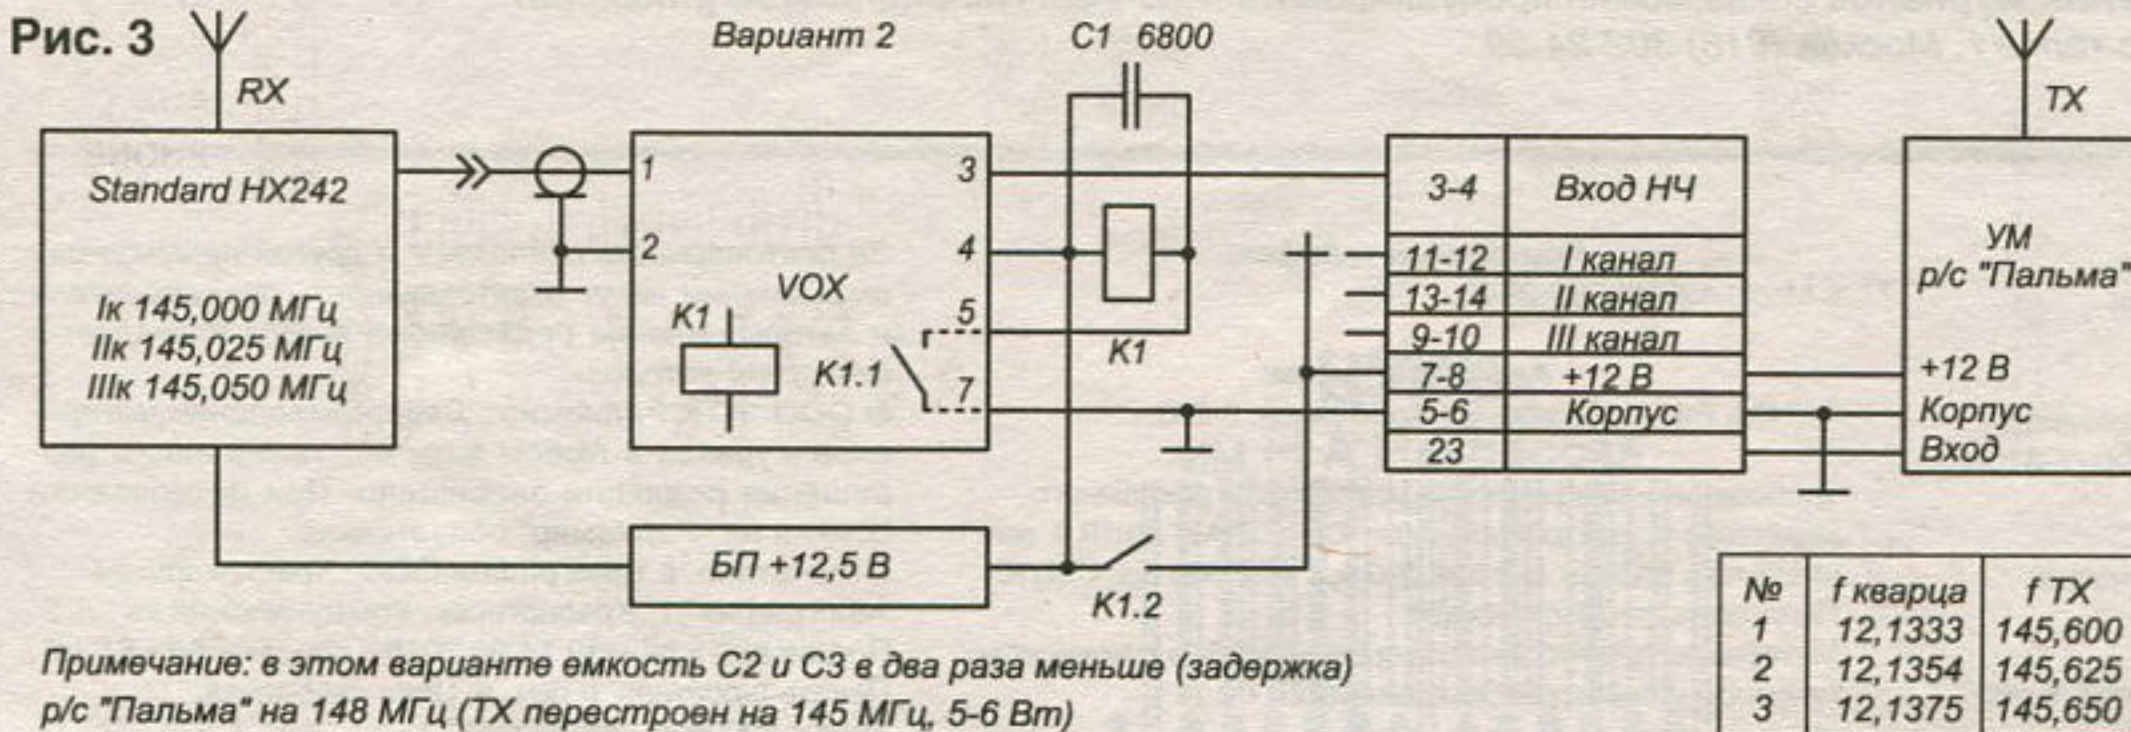 Рис. 3
Вариант 2
C1 6800
RX
TX
Standard HX242
Iк 145,000 МГц
IIк 145,025 МГц
IIIк 145,050 МГц
1
2
VOX
K1
K1.1
3
4
5
7
K1
3-4 Вход НЧ
11-12 I канал
13-14 II канал
9-10 III канал
7-8 +12 В
5-6 Корпус
23
УМ
р/с "Пальма"
+12 В
Корпус
Вход
БП +12,5 В
K1.2
№ f кварца f TX
1 12,1333 145,600
2 12,1354 145,625
3 12,1375 145,650
Примечание: в этом варианте емкость C2 и C3 в два раза меньше (задержка)
р/с "Пальма" на 148 МГц (TX перестроен на 145 МГц, 5-6 Вт)